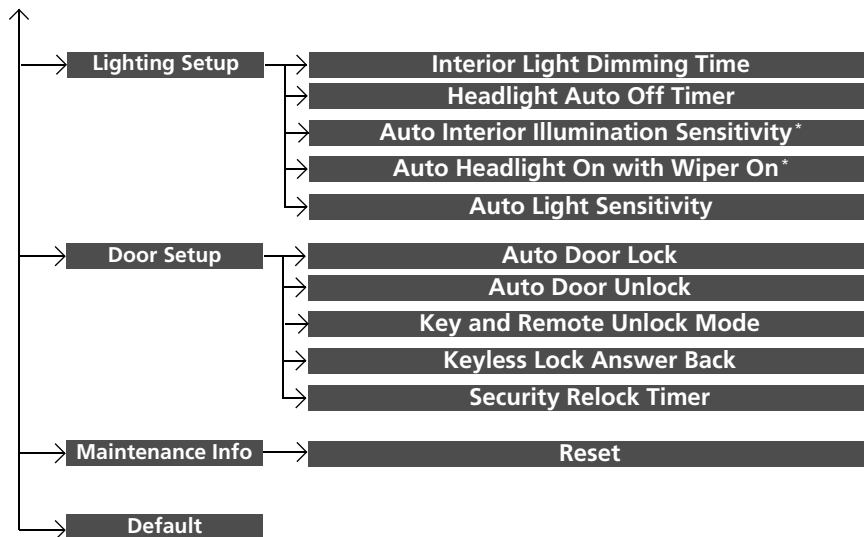 Lighting Setup
Interior Light Dimming Time
Headlight Auto Off Timer
Auto Interior Illumination Sensitivity*
Auto Headlight On with Wiper On*
Auto Light Sensitivity
Door Setup
Auto Door Lock
Auto Door Unlock
Key and Remote Unlock Mode
Keyless Lock Answer Back
Security Relock Timer
Maintenance Info
Reset
Default